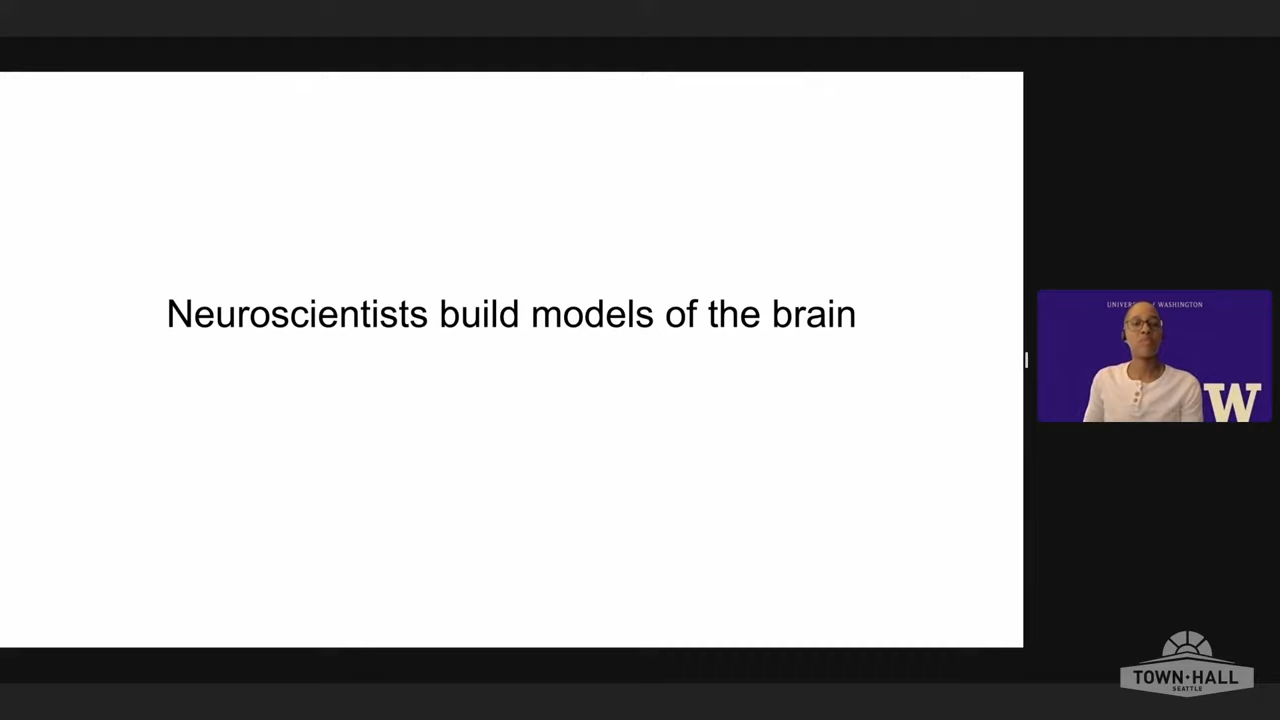 Neuroscientists build models of the brain
UNIVERSITY of WASHINGTON
W
TOWN·HALL
SEATTLE